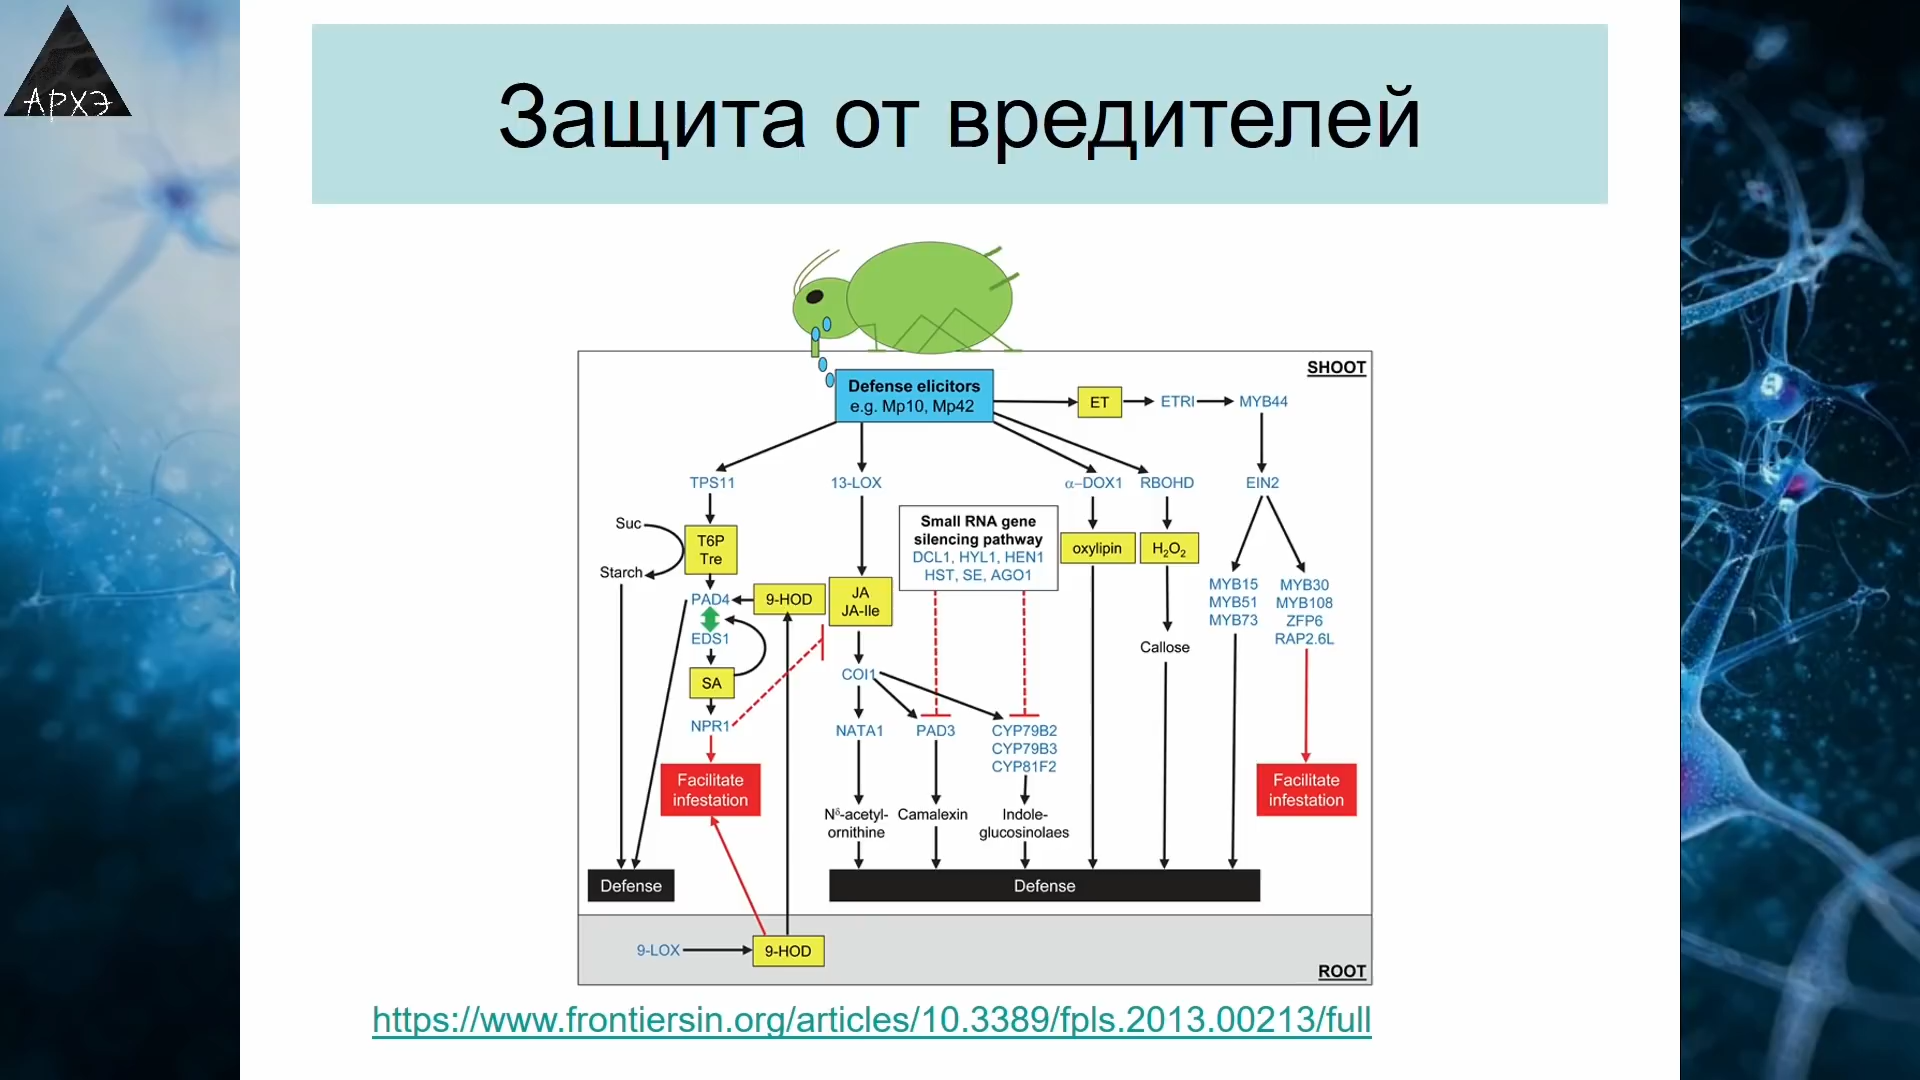 АРХЭ
Защита от вредителей
SHOOT
Defense elicitors
e.g. Mp10, Mp42
ET
ETRI
MYB44
TPS11
13-LOX
α–DOX1
RBOHD
EIN2
Suc
Starch
T6P
Tre
Small RNA gene
silencing pathway
DCL1, HYL1, HEN1
HST, SE, AGO1
oxylipin
H₂O₂
PAD4
9-HOD
JA
JA-Ile
MYB15
MYB51
MYB73
MYB30
MYB108
ZFP6
RAP2.6L
EDS1
Callose
SA
COI1
NPR1
NATA1
PAD3
CYP79B2
CYP79B3
CYP81F2
Facilitate
infestation
Facilitate
infestation
Nᵟ-acetyl-
ornithine
Camalexin
Indole-
glucosinolaes
Defense
Defense
9-LOX
9-HOD
ROOT
https://www.frontiersin.org/articles/10.3389/fpls.2013.00213/full